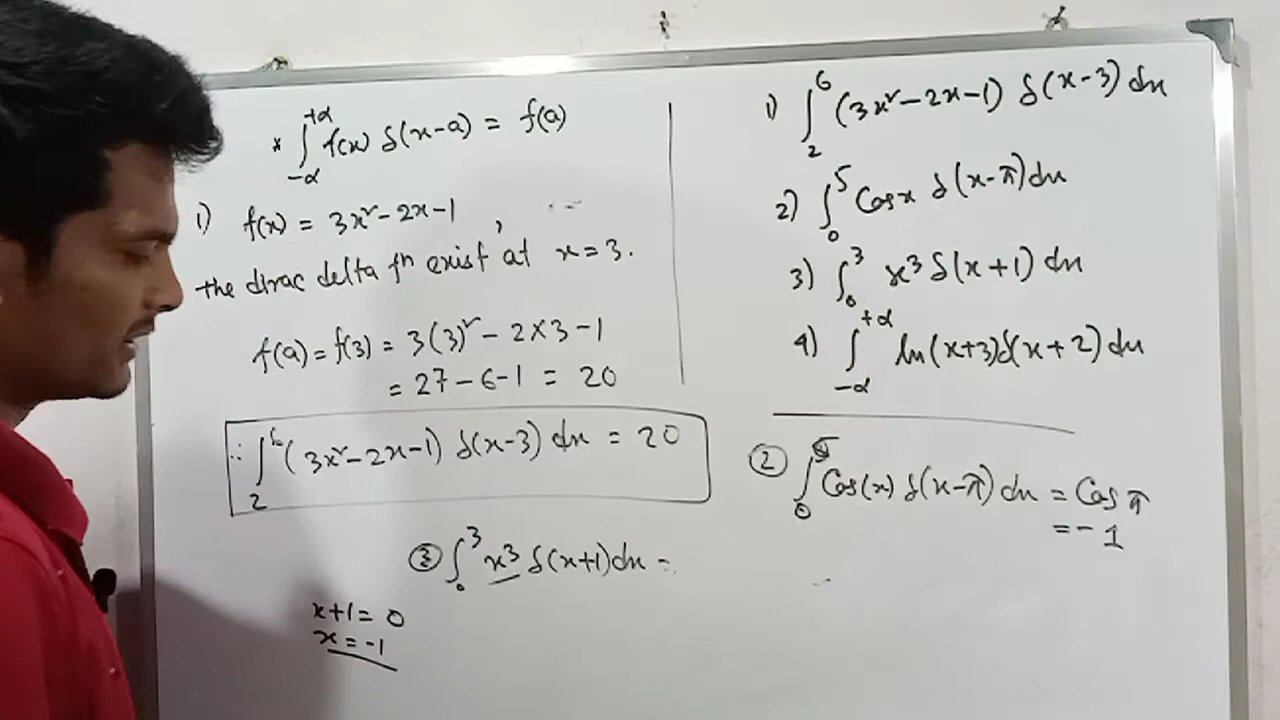 * ∫_{-α}^{+α} f(x) δ(x-a) = f(a)
1) f(x) = 3x² - 2x - 1 ,
the dirac delta fⁿ exist at x = 3.
f(a) = f(3) = 3(3)² - 2 × 3 - 1
= 27 - 6 - 1 = 20
∴ ∫_2^6 (3x² - 2x - 1) δ(x-3) dx = 20
1) ∫_2^6 (3x² - 2x - 1) δ(x-3) dx
2) ∫_0^5 Cosx δ(x-π) dx
3) ∫_0^3 x³ δ(x+1) dx
4) ∫_{-α}^{+α} ln(x+3) δ(x+2) dx
② ∫_0^5 Cos(x) δ(x-π) dx = Cos π
= -1
③ ∫_0^3 x³ δ(x+1) dx =
x+1 = 0
x = -1